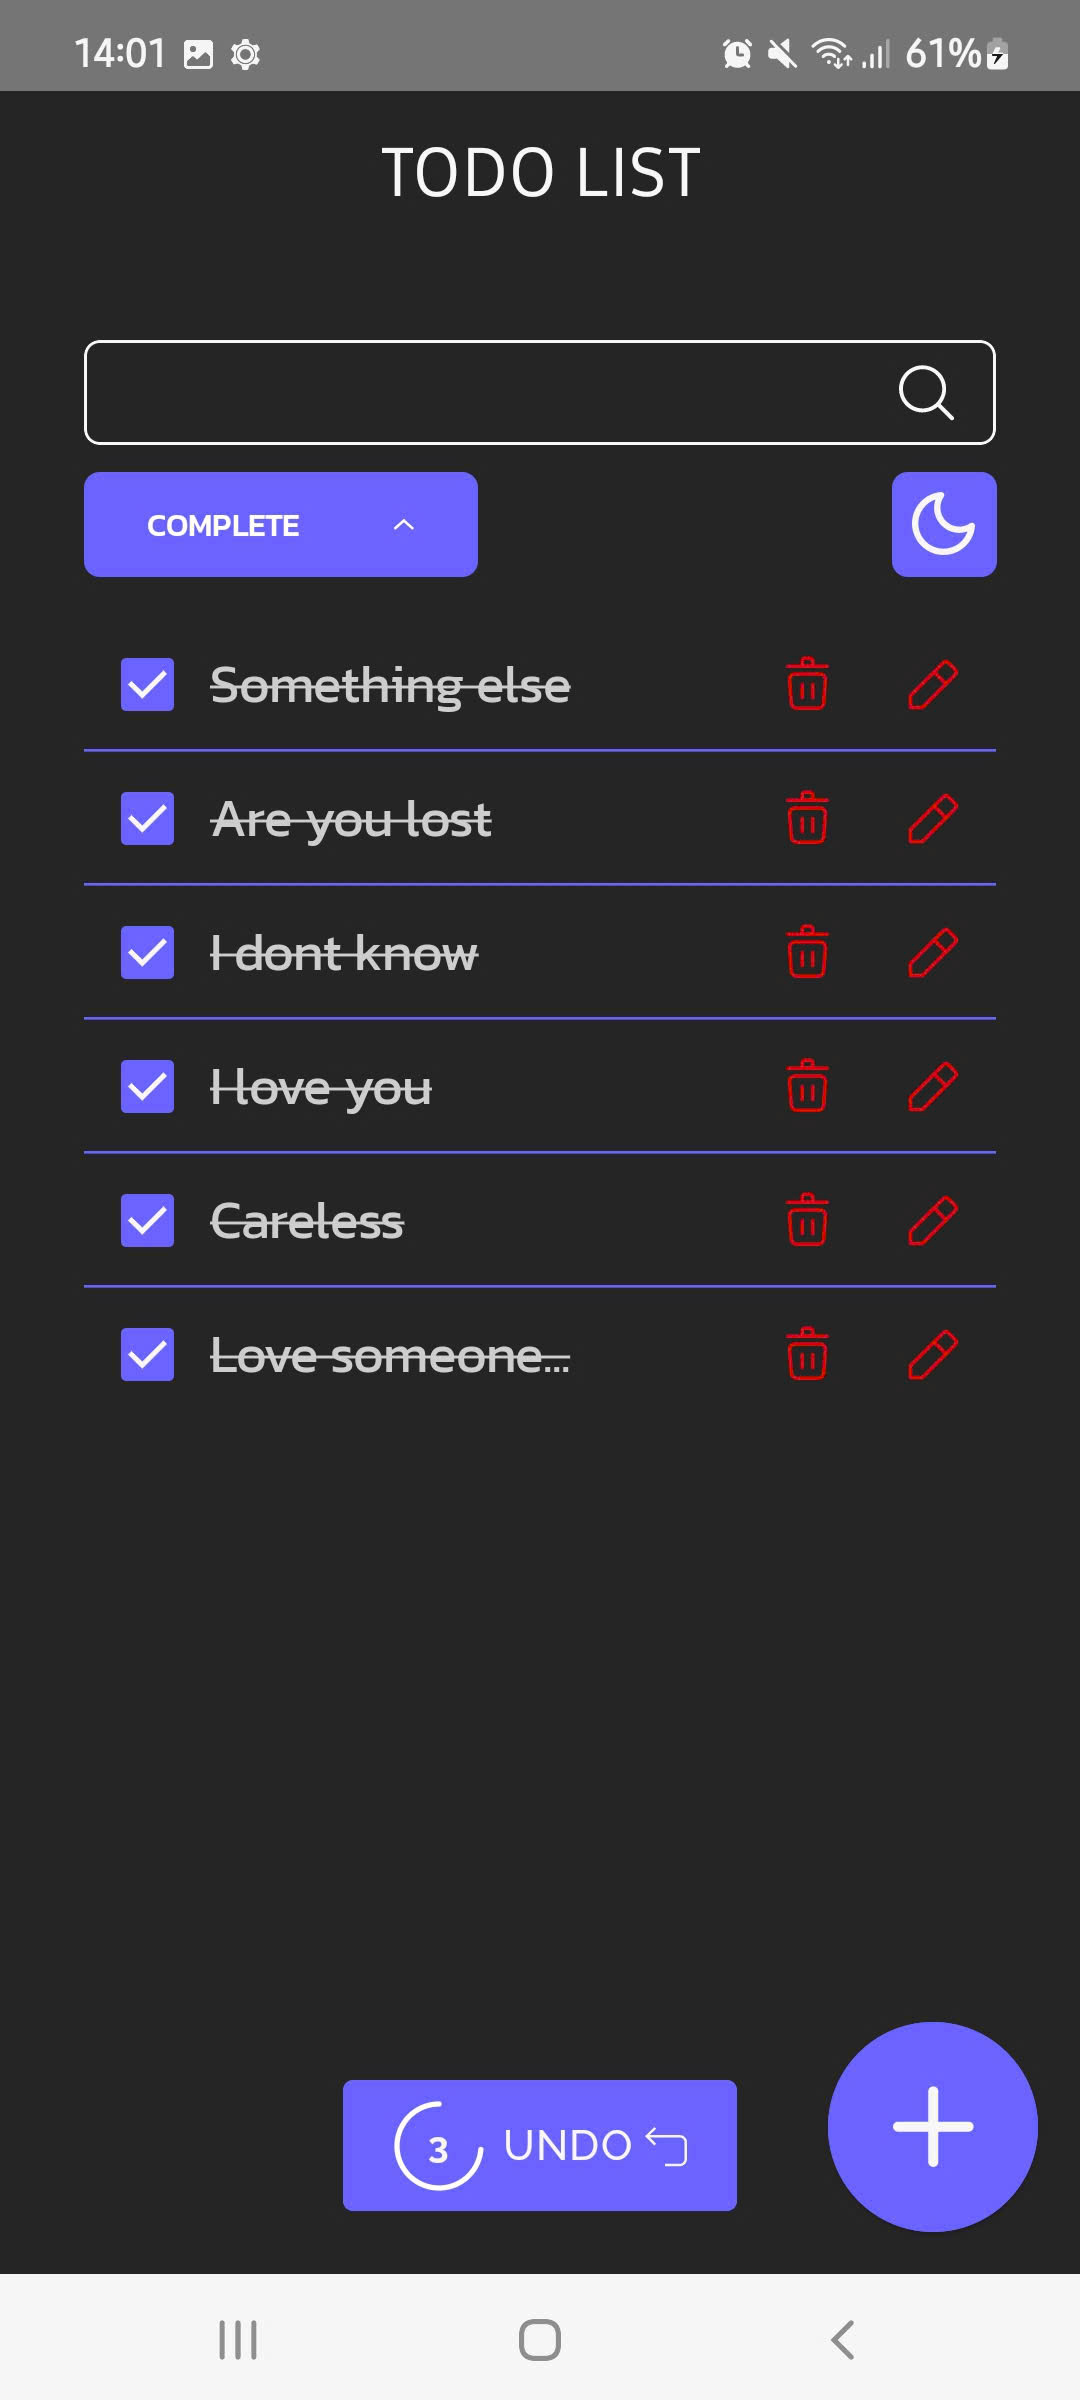 14:01 61%
TODO LIST
COMPLETE
Something else
Are you lost
I dont know
I love you
Careless
Love someone...
3 UNDO